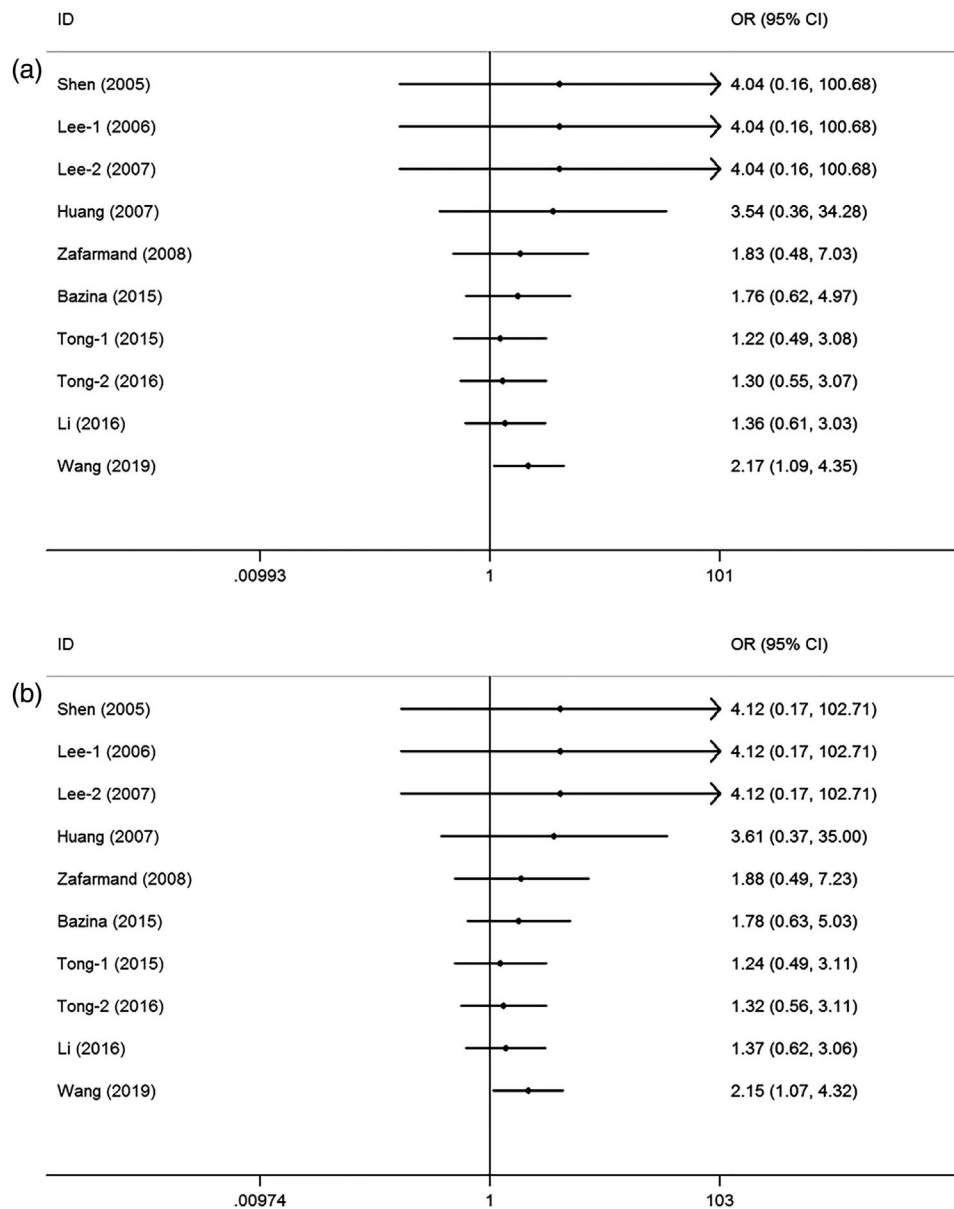 ID OR (95% CI)
(a)
Shen (2005) 4.04 (0.16, 100.68)
Lee-1 (2006) 4.04 (0.16, 100.68)
Lee-2 (2007) 4.04 (0.16, 100.68)
Huang (2007) 3.54 (0.36, 34.28)
Zafarmand (2008) 1.83 (0.48, 7.03)
Bazina (2015) 1.76 (0.62, 4.97)
Tong-1 (2015) 1.22 (0.49, 3.08)
Tong-2 (2016) 1.30 (0.55, 3.07)
Li (2016) 1.36 (0.61, 3.03)
Wang (2019) 2.17 (1.09, 4.35)
.00993 1 101
ID OR (95% CI)
(b)
Shen (2005) 4.12 (0.17, 102.71)
Lee-1 (2006) 4.12 (0.17, 102.71)
Lee-2 (2007) 4.12 (0.17, 102.71)
Huang (2007) 3.61 (0.37, 35.00)
Zafarmand (2008) 1.88 (0.49, 7.23)
Bazina (2015) 1.78 (0.63, 5.03)
Tong-1 (2015) 1.24 (0.49, 3.11)
Tong-2 (2016) 1.32 (0.56, 3.11)
Li (2016) 1.37 (0.62, 3.06)
Wang (2019) 2.15 (1.07, 4.32)
.00974 1 103